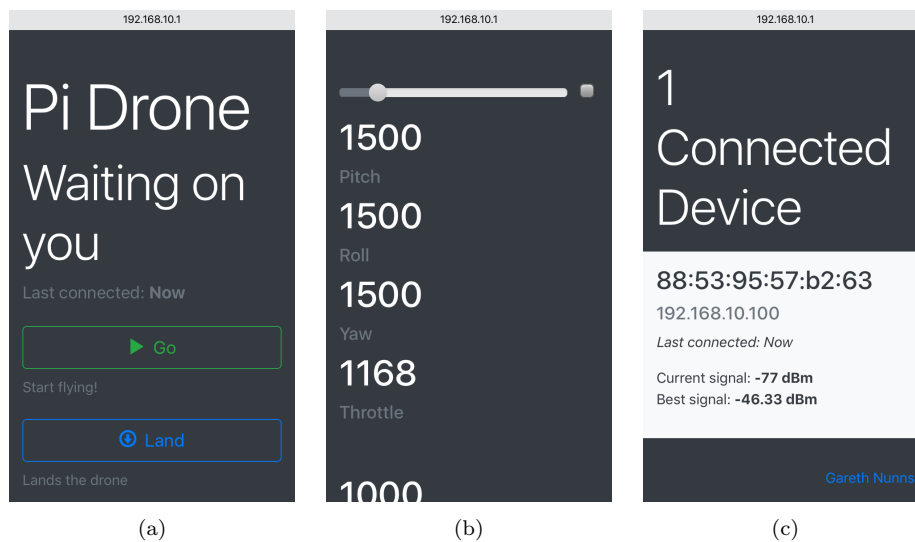 192.168.10.1
Pi Drone
Waiting on
you
Last connected: Now
Go
Start flying!
Land
Lands the drone
(a)
192.168.10.1
1500
Pitch
1500
Roll
1500
Yaw
1168
Throttle
1000
(b)
192.168.10.1
1
Connected
Device
88:53:95:57:b2:63
192.168.10.100
Last connected: Now
Current signal: -77 dBm
Best signal: -46.33 dBm
Gareth Nunns
(c)